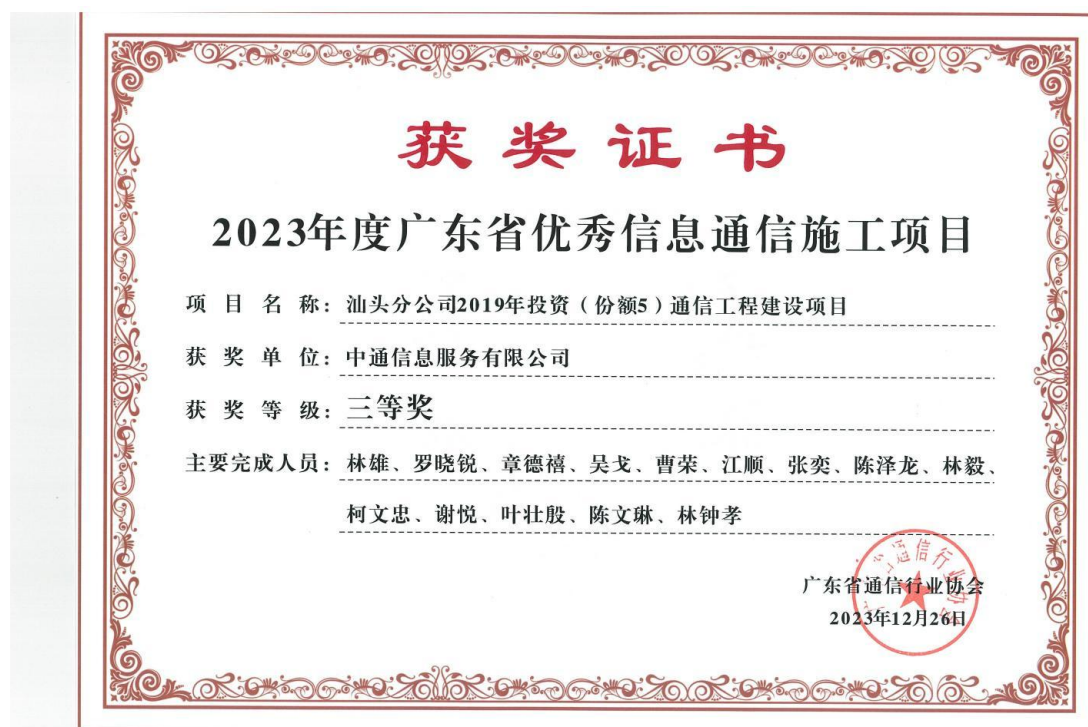 获奖证书
2023年度广东省优秀信息通信施工项目
项目名称：汕头分公司2019年投资（份额5）通信工程建设项目
获奖单位：中通信息服务有限公司
获奖等级：三等奖
主要完成人员：林雄、罗晓锐、章德禧、吴戈、曹荣、江顺、张奕、陈泽龙、林毅、
柯文忠、谢悦、叶壮殷、陈文琳、林钟孝
广东省通信行业协会
2023年12月26日